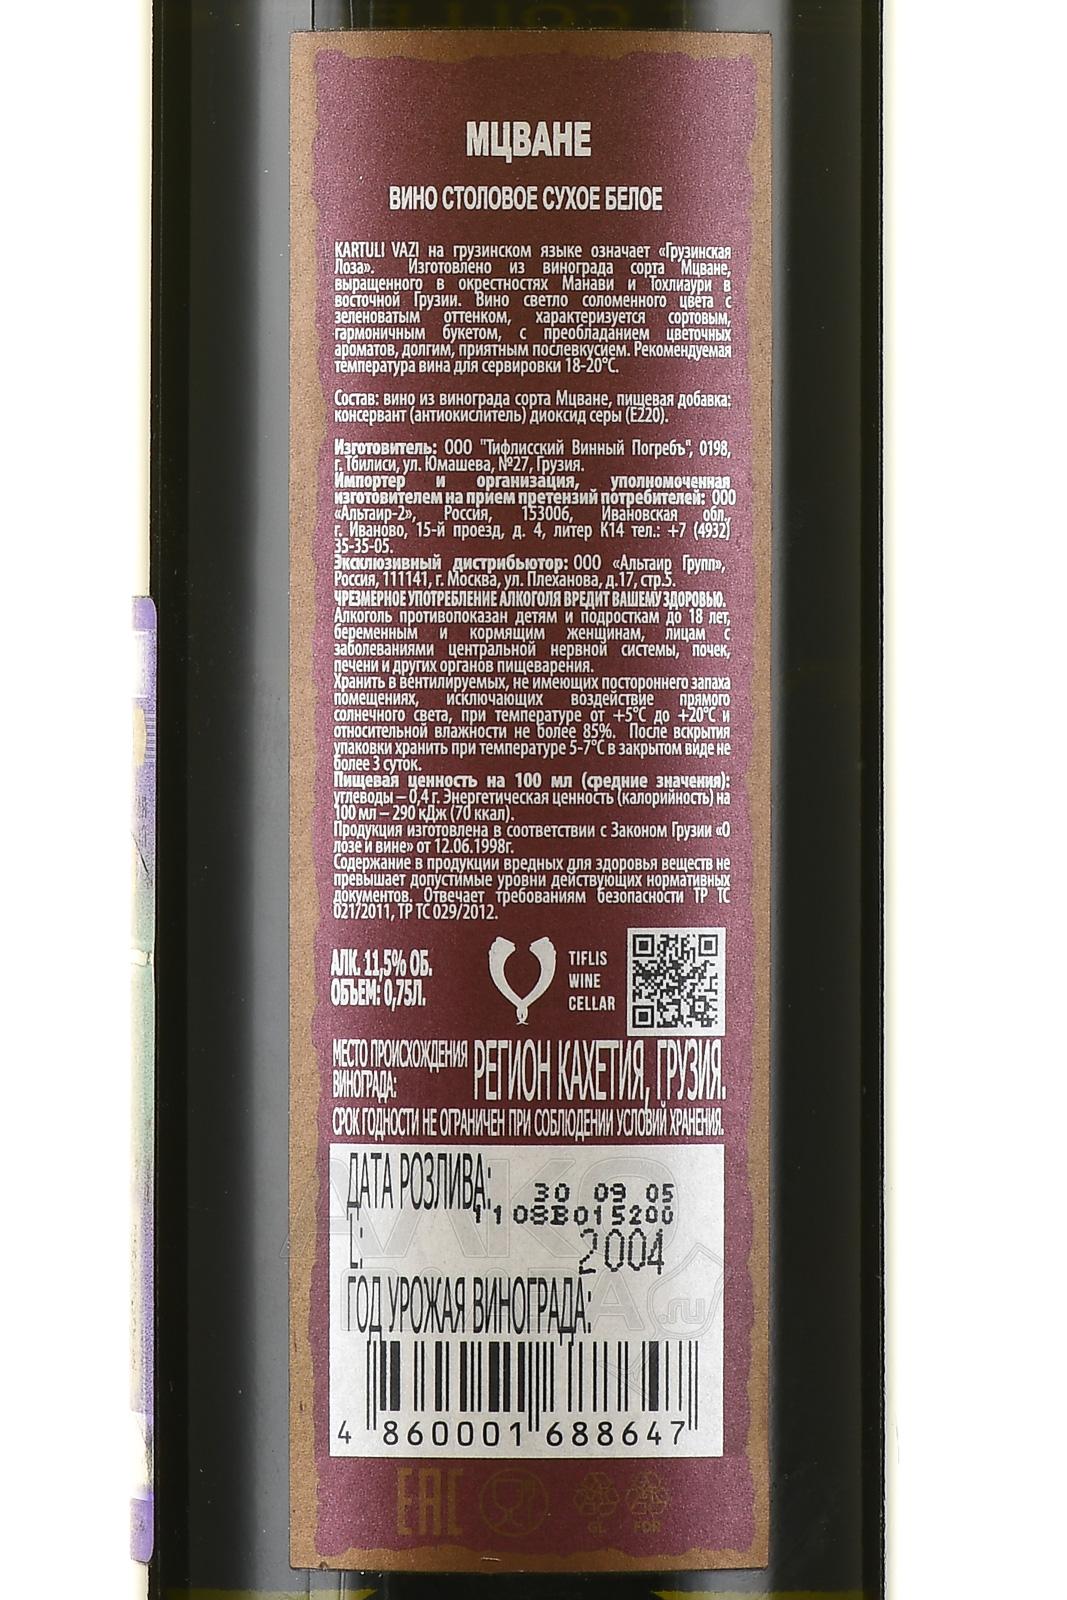 МЦВАНЕ
ВИНО СТОЛОВОЕ СУХОЕ БЕЛОЕ
KARTULI VAZI на грузинском языке означает «Грузинская
Лоза». Изготовлено из винограда сорта Мцване,
выращенного в окрестностях Манави и Тохлиаури в
восточной Грузии. Вино светло соломенного цвета с
зеленоватым оттенком, характеризуется сортовым,
гармоничным букетом, с преобладанием цветочных
ароматов, долгим, приятным послевкусием. Рекомендуемая
температура вина для сервировки 18-20°C.
Состав: вино из винограда сорта Мцване, пищевая добавка:
консервант (антиокислитель) диоксид серы (E220).
Изготовитель: ООО "Тифлисский Винный Погребъ", 0198,
г. Тбилиси, ул. Юмашева, №27, Грузия.
Импортер и организация, уполномоченная
изготовителем на прием претензий потребителей: ООО
«Альтаир-2», Россия, 153006, Ивановская обл.,
г. Иваново, 15-й проезд, д. 4, литер К14 тел.: +7 (4932)
35-35-05.
Эксклюзивный дистрибьютор: ООО «Альтаир Групп»,
Россия, 111141, г. Москва, ул. Плеханова, д.17, стр.5.
ЧРЕЗМЕРНОЕ УПОТРЕБЛЕНИЕ АЛКОГОЛЯ ВРЕДИТ ВАШЕМУ ЗДОРОВЬЮ.
Алкоголь противопоказан детям и подросткам до 18 лет,
беременным и кормящим женщинам, лицам с
заболеваниями центральной нервной системы, почек,
печени и других органов пищеварения.
Хранить в вентилируемых, не имеющих постороннего запаха
помещениях, исключающих воздействие прямого
солнечного света, при температуре от +5°C до +20°C и
относительной влажности не более 85%. После вскрытия
упаковки хранить при температуре 5-7°C в закрытом виде не
более 3 суток.
Пищевая ценность на 100 мл (средние значения):
углеводы – 0,4 г. Энергетическая ценность (калорийность) на
100 мл – 290 кДж (70 ккал).
Продукция изготовлена в соответствии с Законом Грузии «О
лозе и вине» от 12.06.1998г.
Содержание в продукции вредных для здоровья веществ не
превышает допустимые уровни действующих нормативных
документов. Отвечает требованиям безопасности ТР ТС
021/2011, ТР ТС 029/2012.
АЛК. 11,5% ОБ.
ОБЪЕМ: 0,75Л.
TIFLIS
WINE
CELLAR
МЕСТО ПРОИСХОЖДЕНИЯ
ВИНОГРАДА:
РЕГИОН КАХЕТИЯ, ГРУЗИЯ.
СРОК ГОДНОСТИ НЕ ОГРАНИЧЕН ПРИ СОБЛЮДЕНИИ УСЛОВИЙ ХРАНЕНИЯ.
ДАТА РОЗЛИВА:
30 09 05
L:
2004
ГОД УРОЖАЯ ВИНОГРАДА:
4 860001 688647
EAC
GL
FOR
.ru